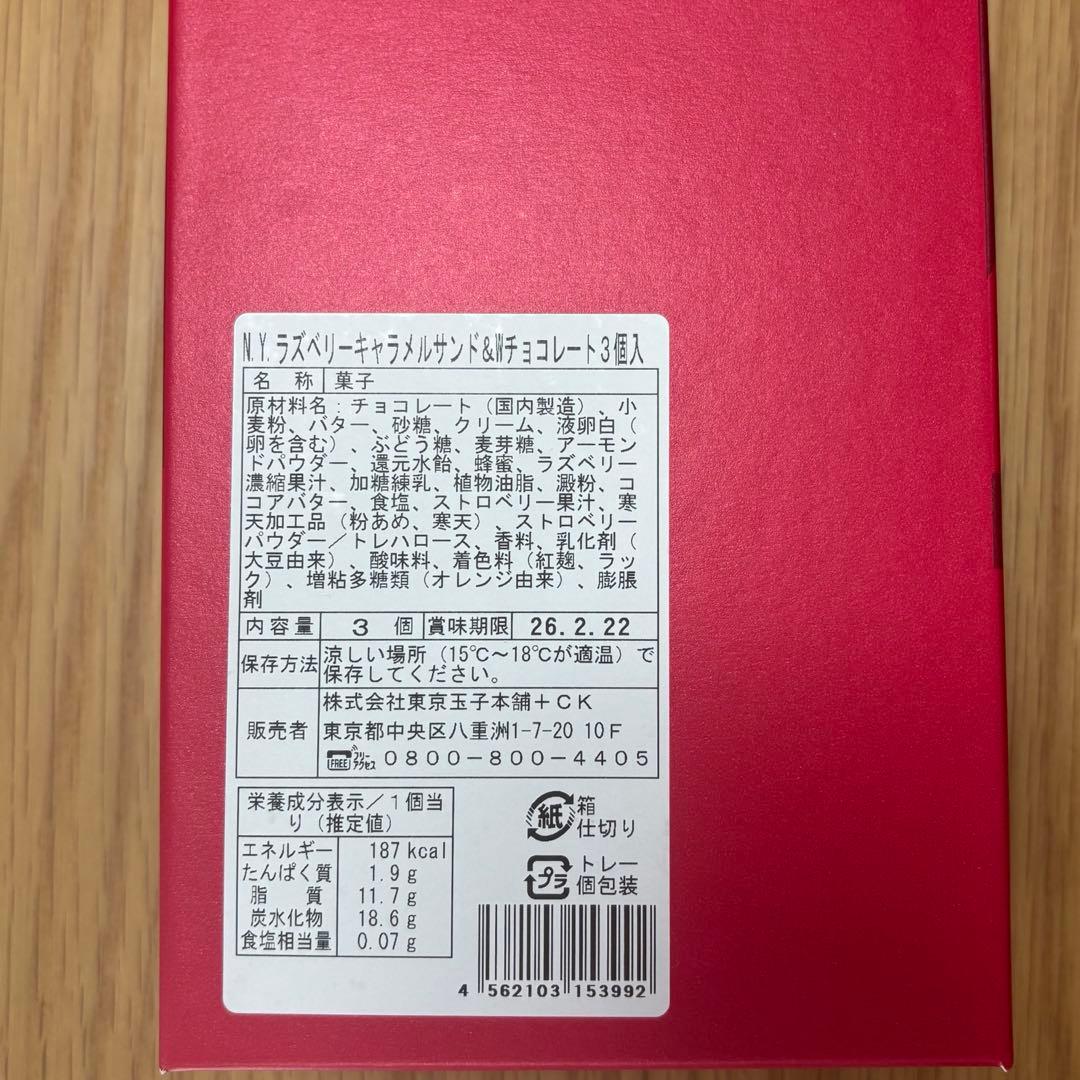 N.Y.ラズベリーキャラメルサンド&Wチョコレート3個入
名 称 菓子
原材料名:チョコレート(国内製造)、小
麦粉、バター、砂糖、クリーム、液卵白(
卵を含む)、ぶどう糖、麦芽糖、アーモン
ドパウダー、還元水飴、蜂蜜、ラズベリー
濃縮果汁、加糖練乳、植物油脂、澱粉、コ
コアバター、食塩、ストロベリー果汁、寒
天加工品(粉あめ、寒天)、ストロベリー
パウダー/トレハロース、香料、乳化剤(
大豆由来)、酸味料、着色料(紅麹、ラッ
ク)、増粘多糖類(オレンジ由来)、膨脹
剤
内容量 3 個 賞味期限 26.2.22
保存方法 涼しい場所(15℃〜18℃が適温)で
保存してください。
販売者 株式会社東京玉子本舗+CK
東京都中央区八重洲1-7-20 10F
FREE フリーアクセス 0800-800-4405
栄養成分表示/1個当
り(推定値)
エネルギー 187 kcal
たんぱく質 1.9 g
脂 質 11.7 g
炭水化物 18.6 g
食塩相当量 0.07 g
紙 箱
仕切り
プラ トレー
個包装
4 562103 153992